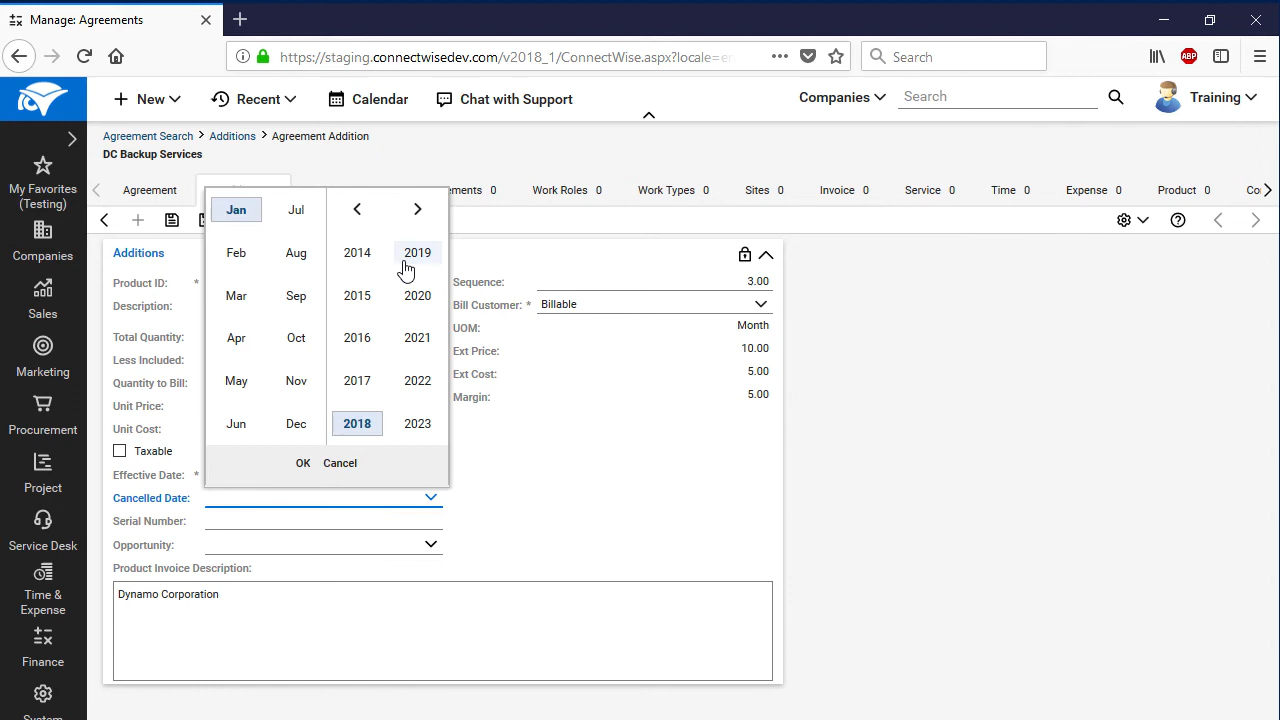 Manage: Agreements
https://staging.connectwisedev.com/v2018_1/ConnectWise.aspx?locale=en
Search
New
Recent
Calendar
Chat with Support
Companies
Search
Training
Agreement Search > Additions > Agreement Addition
DC Backup Services
My Favorites
(Testing)
Companies
Sales
Marketing
Procurement
Project
Service Desk
Time &
Expense
Finance
System
Agreement
ements 0
Work Roles 0
Work Types 0
Sites 0
Invoice 0
Service 0
Time 0
Expense 0
Product 0
Additions
Product ID: *
Description:
Total Quantity:
Less Included:
Quantity to Bill:
Unit Price:
Unit Cost:
Taxable
Effective Date: *
Cancelled Date:
Serial Number:
Opportunity:
Product Invoice Description:
Dynamo Corporation
Jan Jul
Feb Aug 2014 2019
Mar Sep 2015 2020
Apr Oct 2016 2021
May Nov 2017 2022
Jun Dec 2018 2023
OK Cancel
Sequence: 3.00
Bill Customer: * Billable
UOM: Month
Ext Price: 10.00
Ext Cost: 5.00
Margin: 5.00
ABP